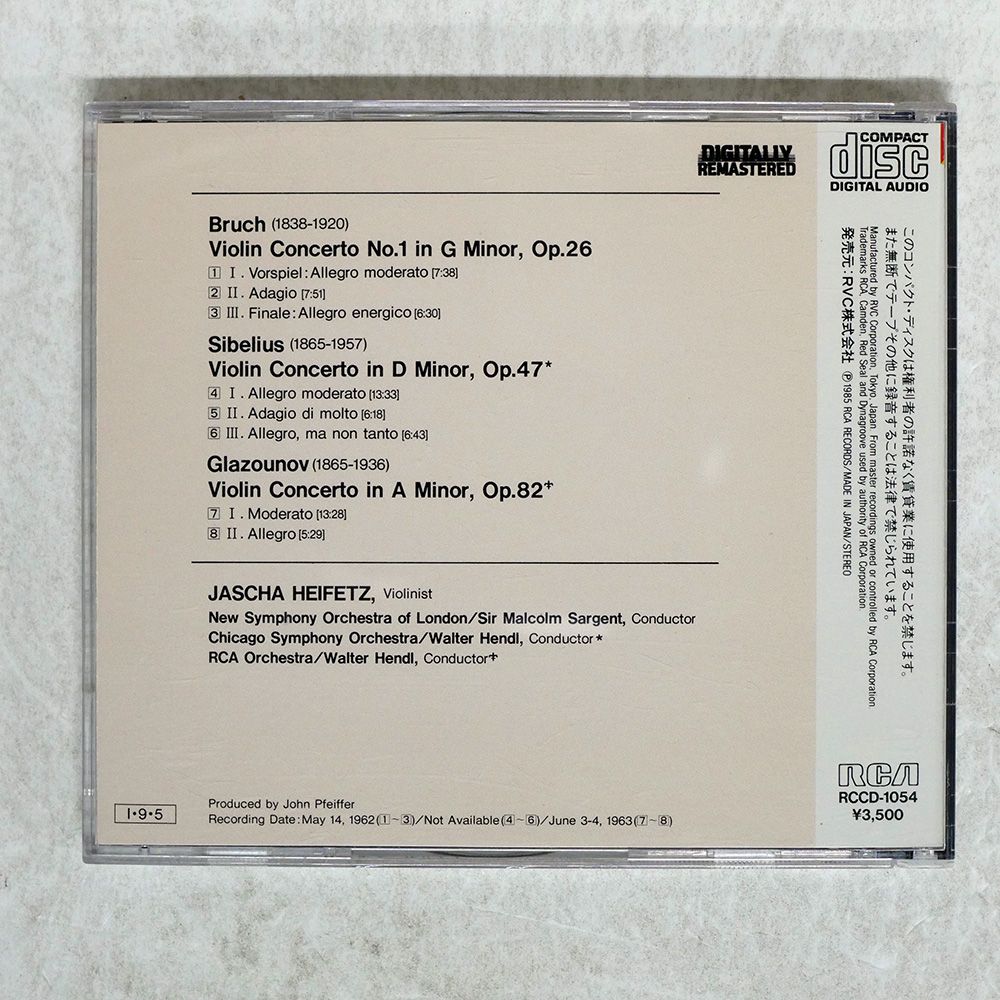 DIGITALLY
REMASTERED
Bruch (1838-1920)
Violin Concerto No.1 in G Minor, Op.26
1 I. Vorspiel: Allegro moderato [7:38]
2 II. Adagio [7:51]
3 III. Finale: Allegro energico [6:30]
Sibelius (1865-1957)
Violin Concerto in D Minor, Op.47*
4 I. Allegro moderato [13:33]
5 II. Adagio di molto [6:18]
6 III. Allegro, ma non tanto [6:43]
Glazounov (1865-1936)
Violin Concerto in A Minor, Op.82✢
7 I. Moderato [13:28]
8 II. Allegro [5:29]
JASCHA HEIFETZ, Violinist
New Symphony Orchestra of London/Sir Malcolm Sargent, Conductor
Chicago Symphony Orchestra/Walter Hendl, Conductor*
RCA Orchestra/Walter Hendl, Conductor✢
Produced by John Pfeiffer
Recording Date: May 14, 1962 (1~3)/Not Available (4~6)/June 3-4, 1963 (7~8)
I·9·5
COMPACT
disc
DIGITAL AUDIO
このコンパクト・ディスクは権利者の許諾なく賃貸業に使用することを禁じます。
また無断でテープその他に録音することは法律で禁じられています。
Manufactured by RVC Corporation, Tokyo, Japan. From master recordings owned or controlled by RCA Corporation.
Trademarks RCA, Camden, Red Seal and Dynagroove used by authority of RCA Corporation.
発売元:RVC株式会社 ℗1985 RCA RECORDS/MADE IN JAPAN/STEREO
RCA
RCCD-1054
¥3,500